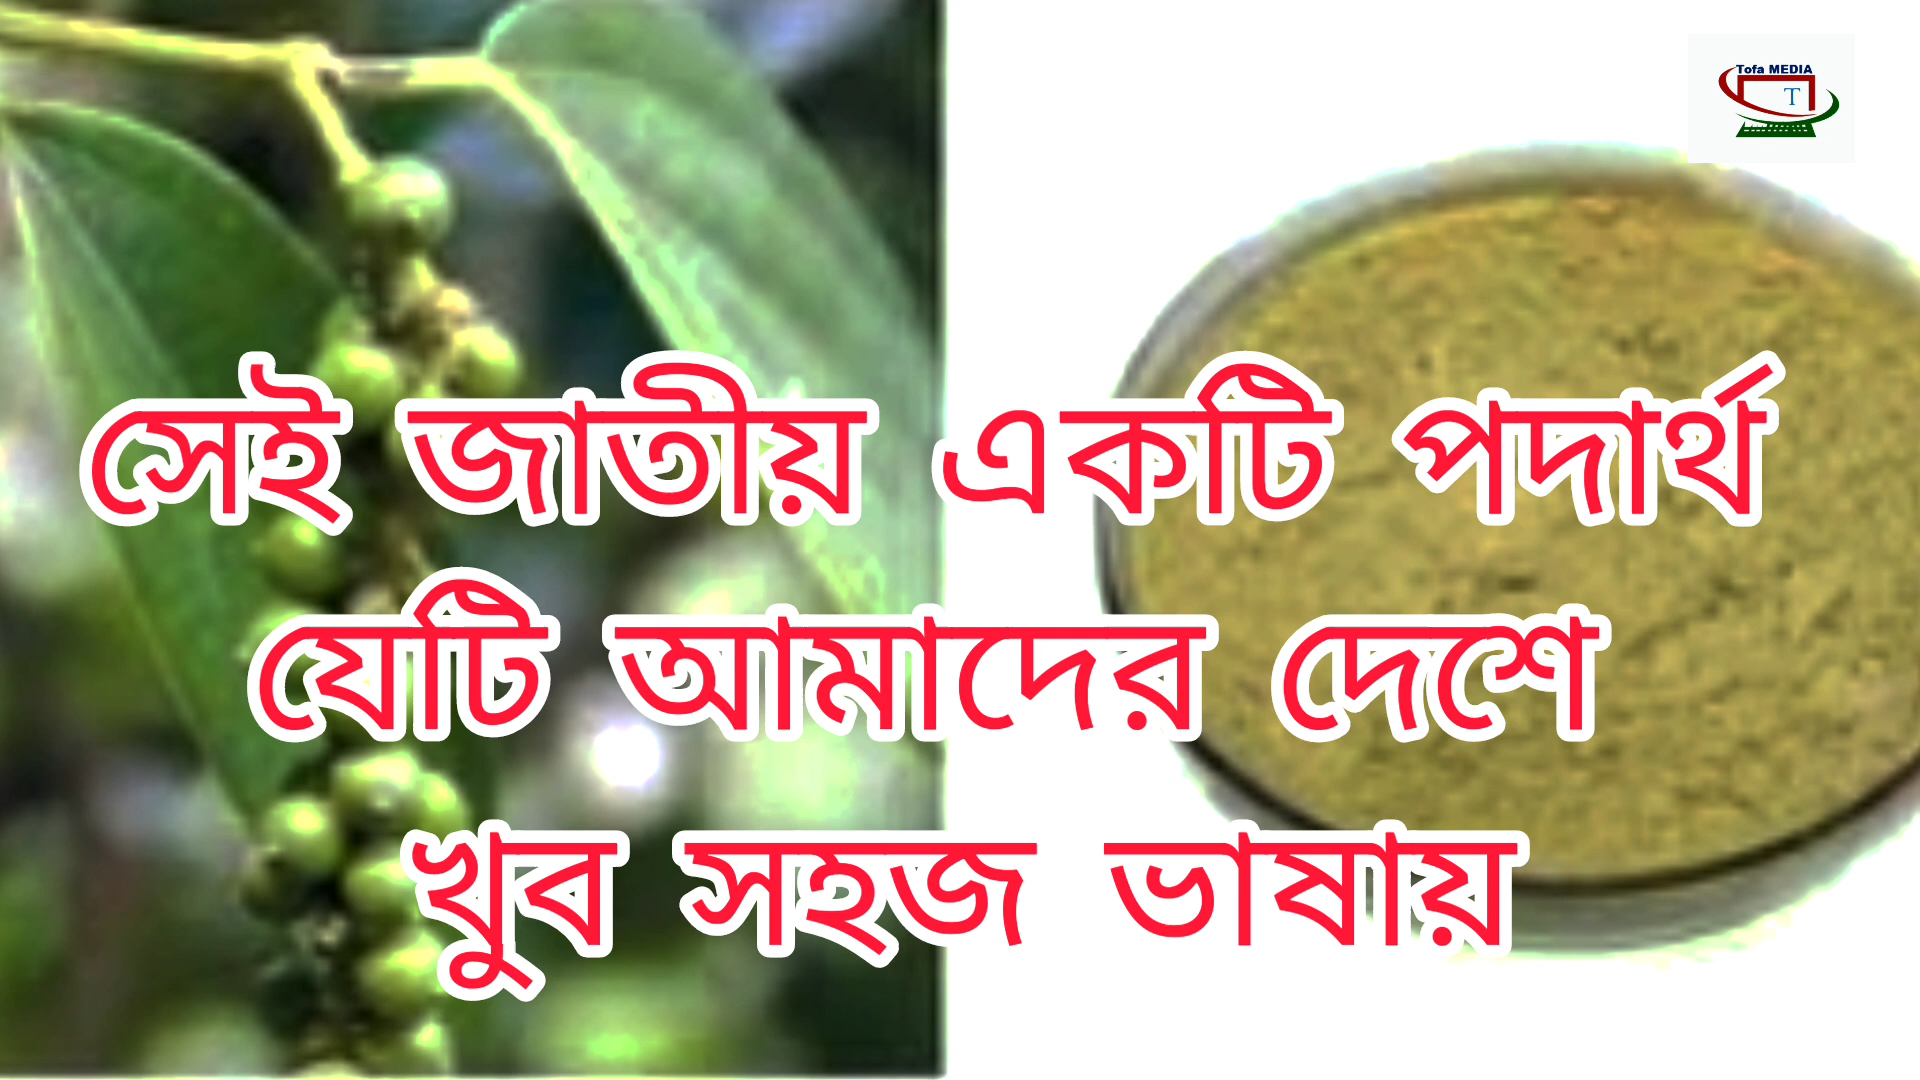 Tofa MEDIA
T
সেই জাতীয় একটি পদার্থ
যেটি আমাদের দেশে
খুব সহজ ভাষায়